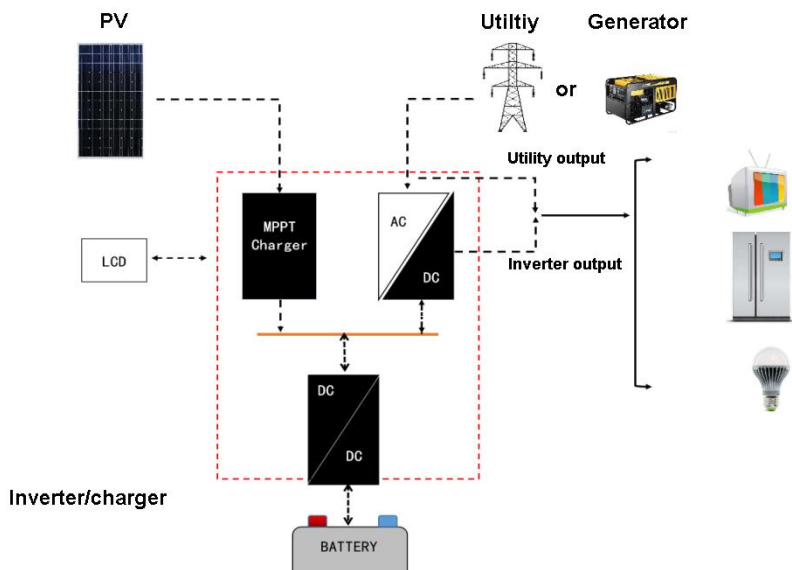 PV
Utiltiy
Generator
or
Utility output
MPPT
Charger
AC
DC
LCD
Inverter output
DC
DC
Inverter/charger
BATTERY